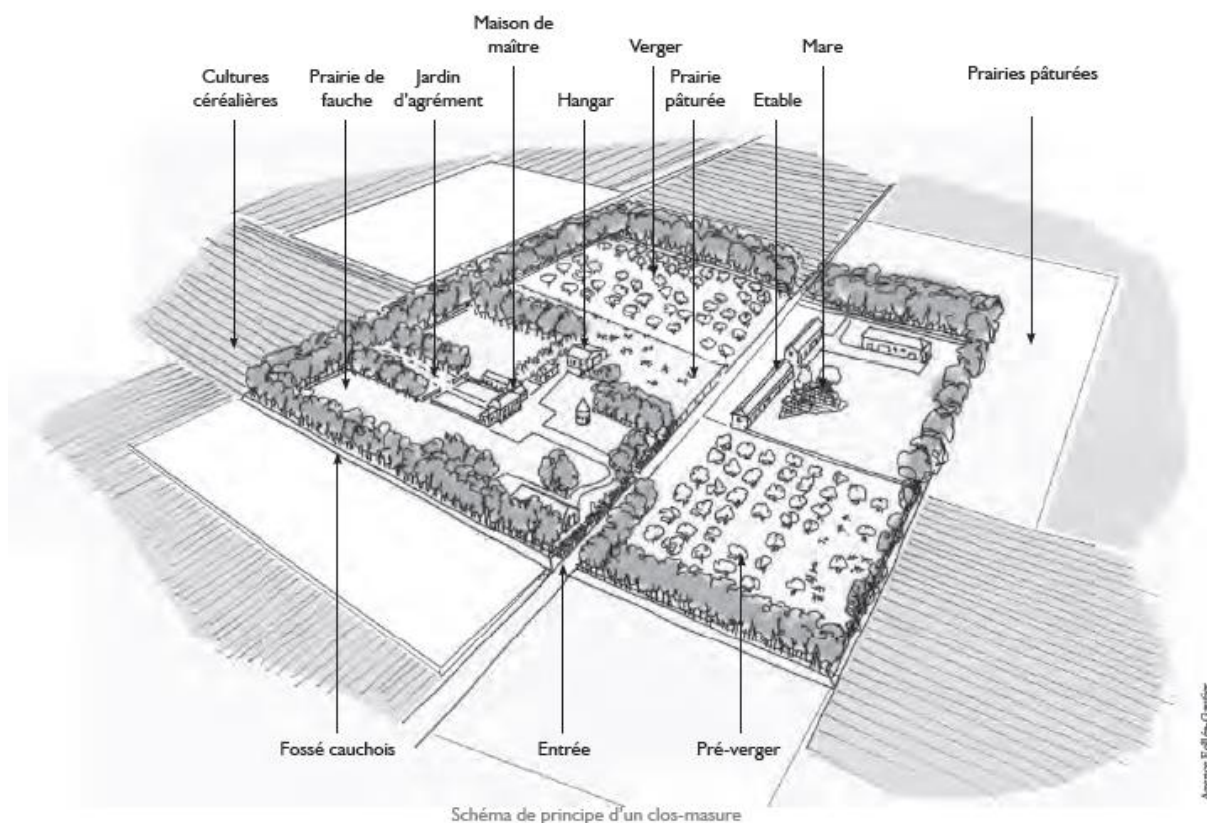 Maison de
maître
Verger
Mare
Cultures
céréalières
Prairie de
fauche
Jardin
d'agrément
Hangar
Prairie
pâturée
Etable
Prairies pâturées
Fossé cauchois
Entrée
Pré-verger
Schéma de principe d'un clos-masure